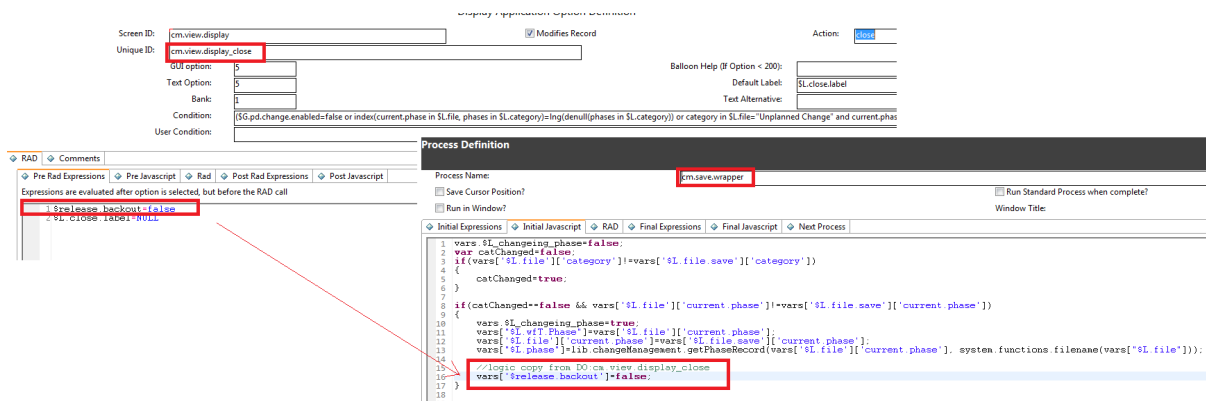 Display Application Option Definition
Screen ID: cm.view.display Modifies Record Action: close
Unique ID: cm.view.display_close
GUI option: 5 Balloon Help (If Option < 200):
Text Option: 5 Default Label: $L.close.label
Bank: 1 Text Alternative:
Condition: ($G.pd.change.enabled=false or index(current.phase in $L.file, phases in $L.category)=lng(denull(phases in $L.category)) or category in $L.file="Unplanned Change" and current.phas
User Condition:
RAD Comments
Pre Rad Expressions Pre Javascript Rad Post Rad Expressions Post Javascript
Expressions are evaluated after option is selected, but before the RAD call
1 $release.backout=false
2 $L.close.label=NULL
Process Definition
Process Name: cm.save.wrapper
Save Cursor Position? Run Standard Process when complete?
Run in Window? Window Title:
Initial Expressions Initial Javascript RAD Final Expressions Final Javascript Next Process
1 vars.$L_changeing_phase=false;
2 var catChanged=false;
3 if(vars['$L.file']['category']!=vars['$L.file.save']['category'])
4 {
5 catChanged=true;
6 }
7
8 if(catChanged==false && vars['$L.file']['current.phase']!=vars['$L.file.save']['current.phase'])
9 {
10 vars.$L_changeing_phase=true;
11 vars["$L.wfT.Phase"]=vars['$L.file']['current.phase'];
12 vars['$L.file']['current.phase']=vars['$L.file.save']['current.phase'];
13 vars["$L.phase"]=lib.changeManagement.getPhaseRecord(vars['$L.file']['current.phase'], system.functions.filename(vars["$L.file"]));
14
15 //logic copy from DO:cm.view.display_close
16 vars['$release.backout']=false;
17 }
18